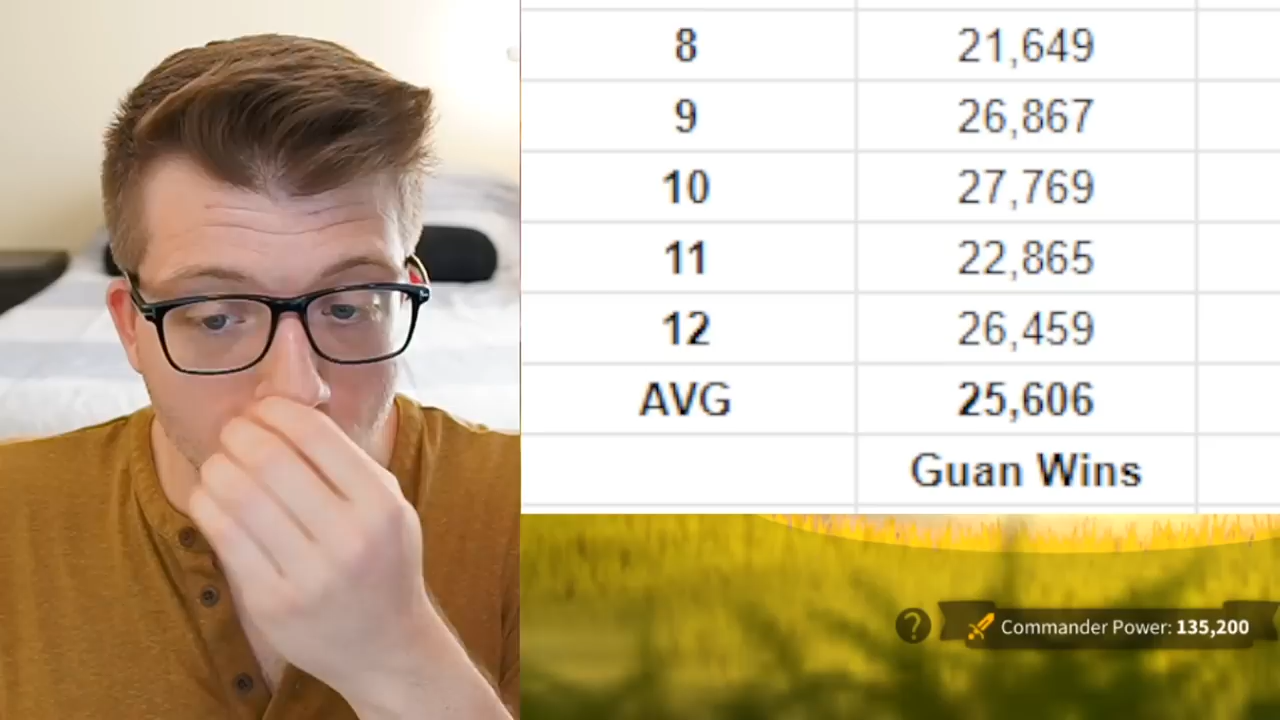 8 21,649
9 26,867
10 27,769
11 22,865
12 26,459
AVG 25,606
Guan Wins
? Commander Power: 135,200